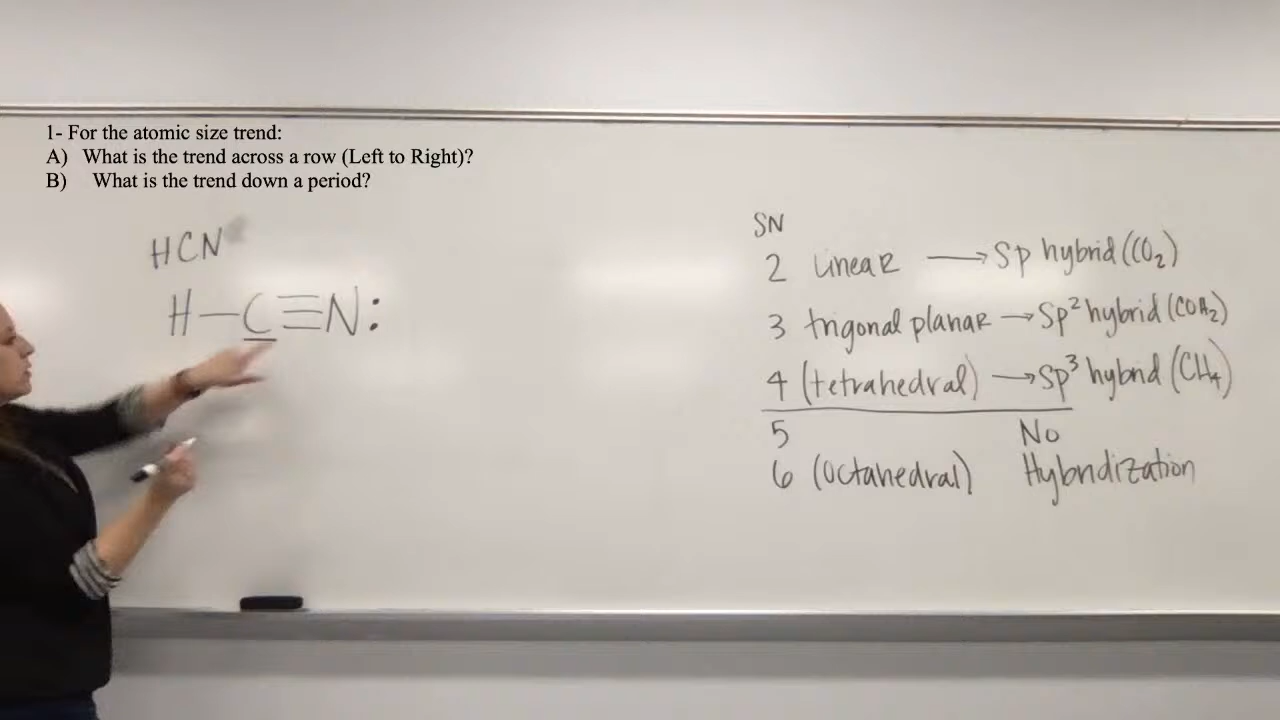 1- For the atomic size trend:
A) What is the trend across a row (Left to Right)?
B) What is the trend down a period?
HCN
H—C≡N:
SN
2 Linear → Sp hybrid (CO₂)
3 trigonal planar → Sp² hybrid (COH₂)
4 (tetrahedral) → Sp³ hybrid (CH₄)
5 No
6 (octahedral) Hybridization